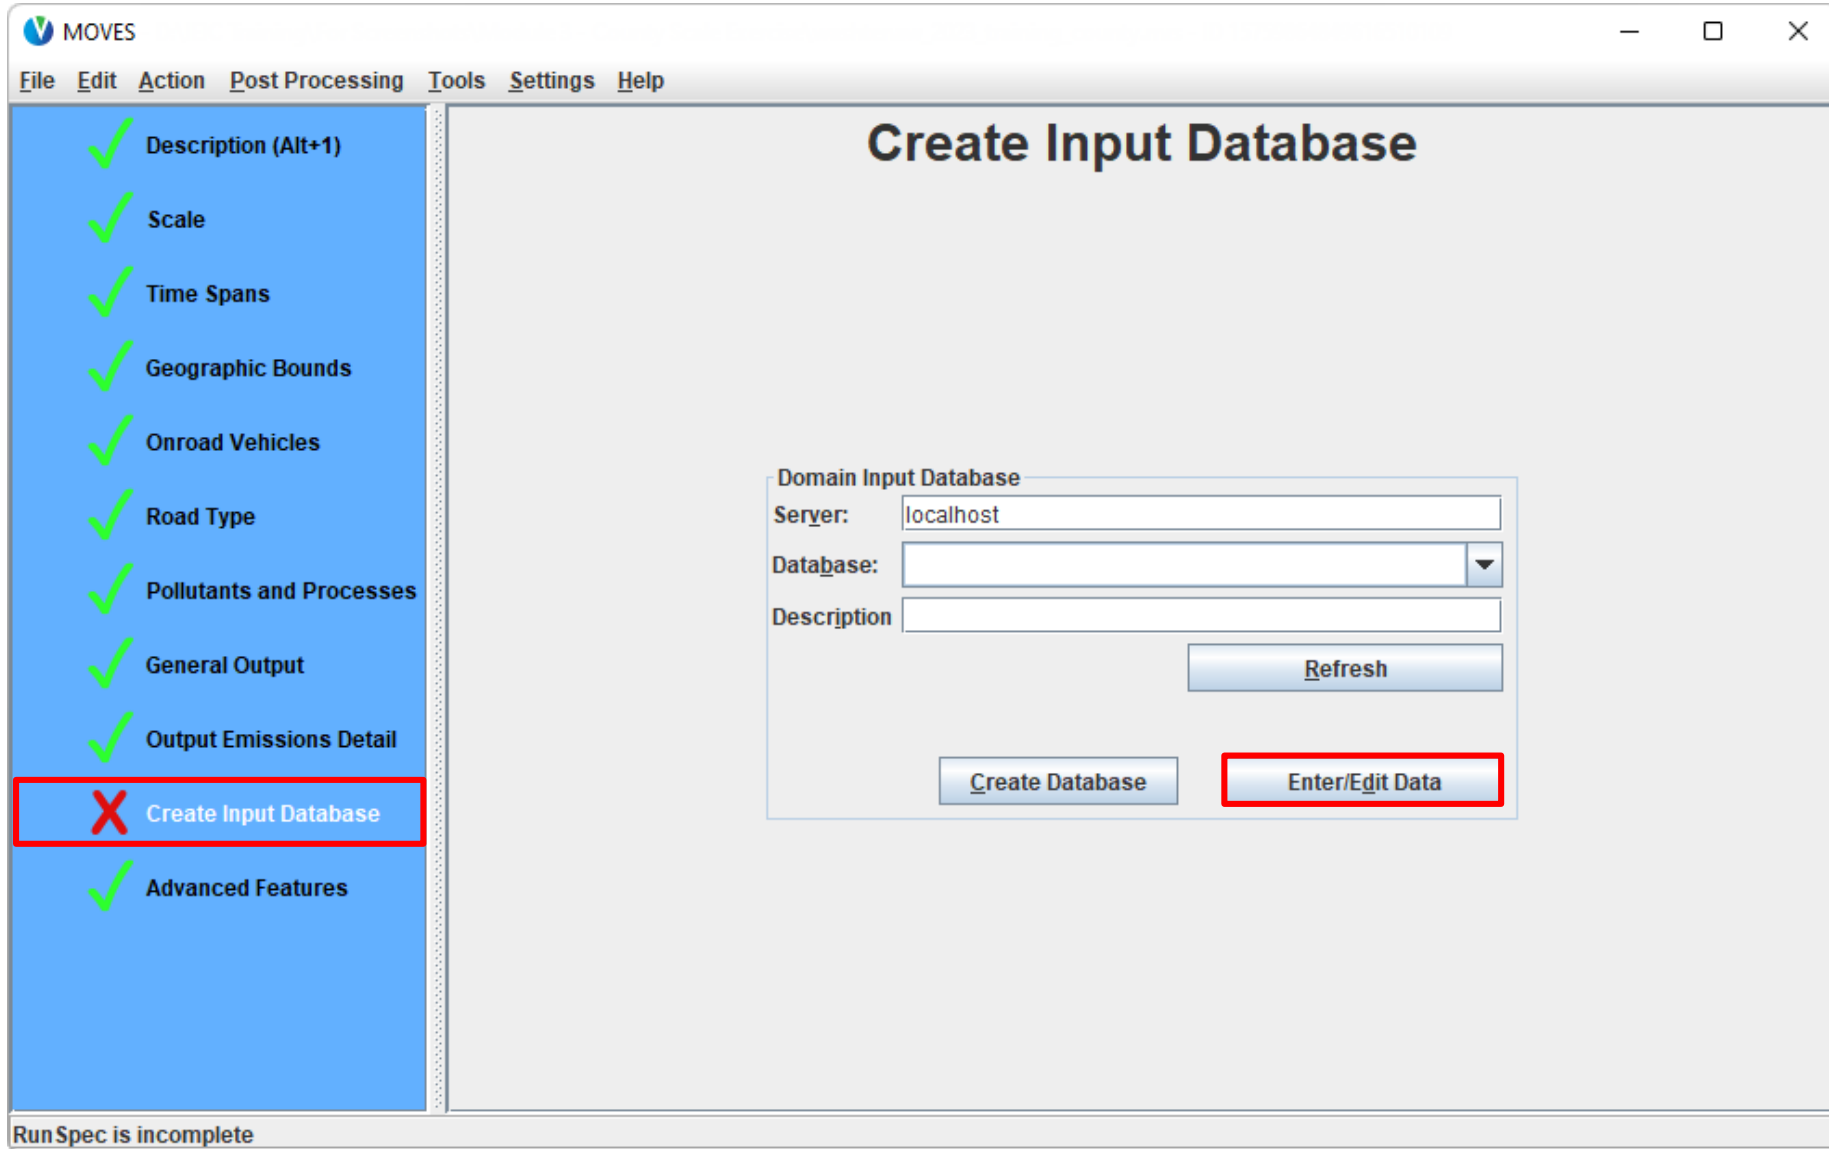 MOVES
File Edit Action Post Processing Tools Settings Help
Description (Alt+1)
Scale
Time Spans
Geographic Bounds
Onroad Vehicles
Road Type
Pollutants and Processes
General Output
Output Emissions Detail
Create Input Database
Advanced Features
Create Input Database
Domain Input Database
Server: localhost
Database:
Description
Refresh
Create Database Enter/Edit Data
RunSpec is incomplete